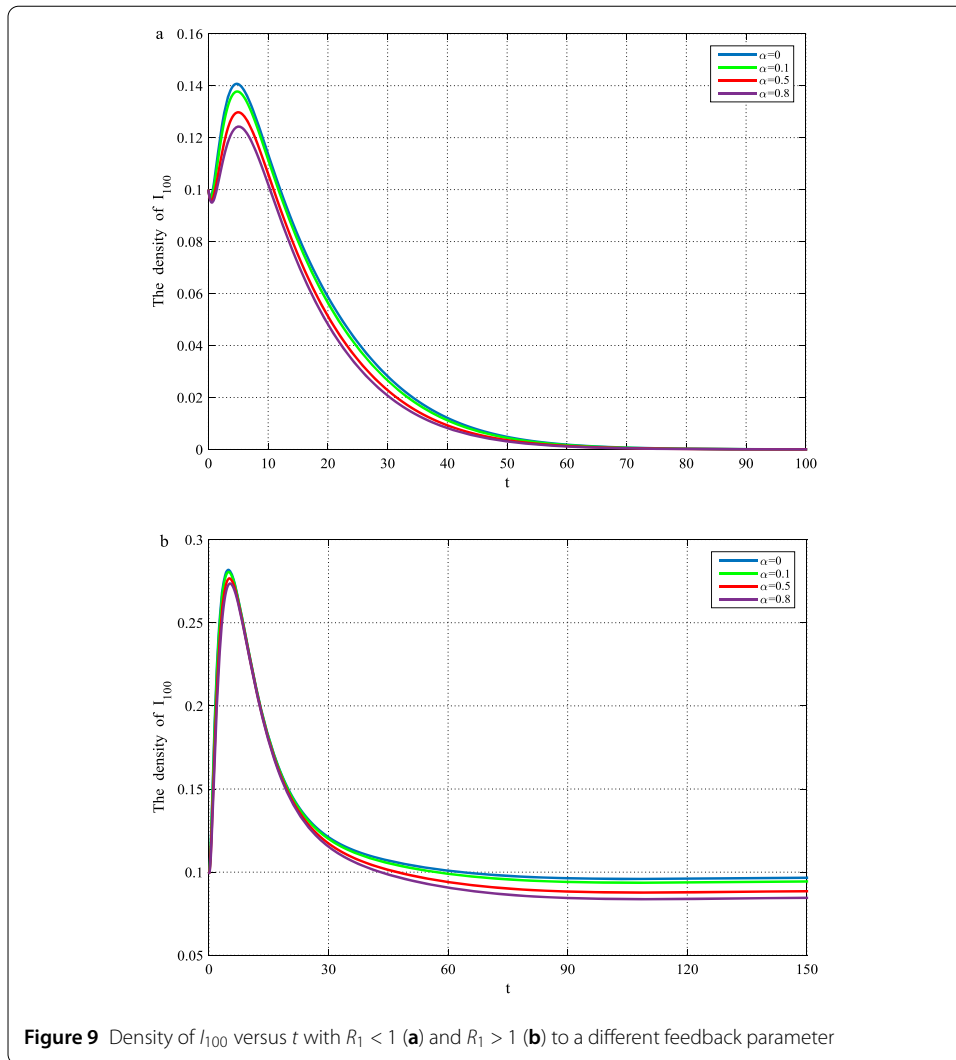 a
0.16
0.14
0.12
0.1
0.08
0.06
0.04
0.02
0
The density of I₁₀₀
α=0
α=0.1
α=0.5
α=0.8
0 10 20 30 40 50 60 70 80 90 100
t
b
0.3
0.25
0.2
0.15
0.1
0.05
The density of I₁₀₀
α=0
α=0.1
α=0.5
α=0.8
0 30 60 90 120 150
t
Figure 9 Density of I₁₀₀ versus t with R₁ < 1 (a) and R₁ > 1 (b) to a different feedback parameter